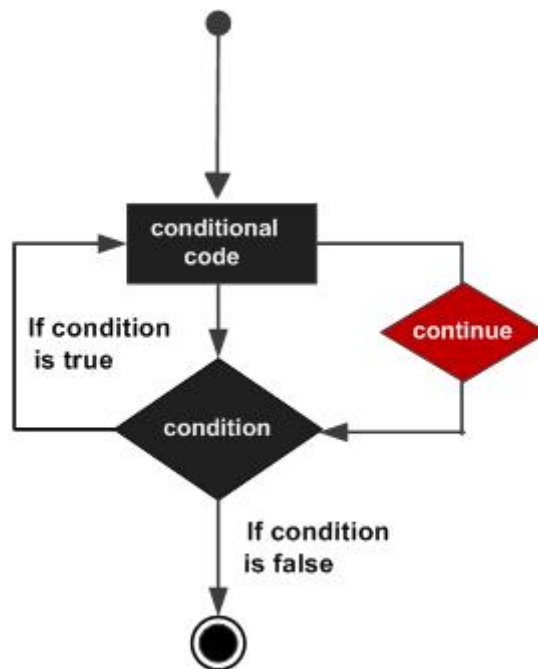 conditional
code
If condition
is true
continue
condition
If condition
is false